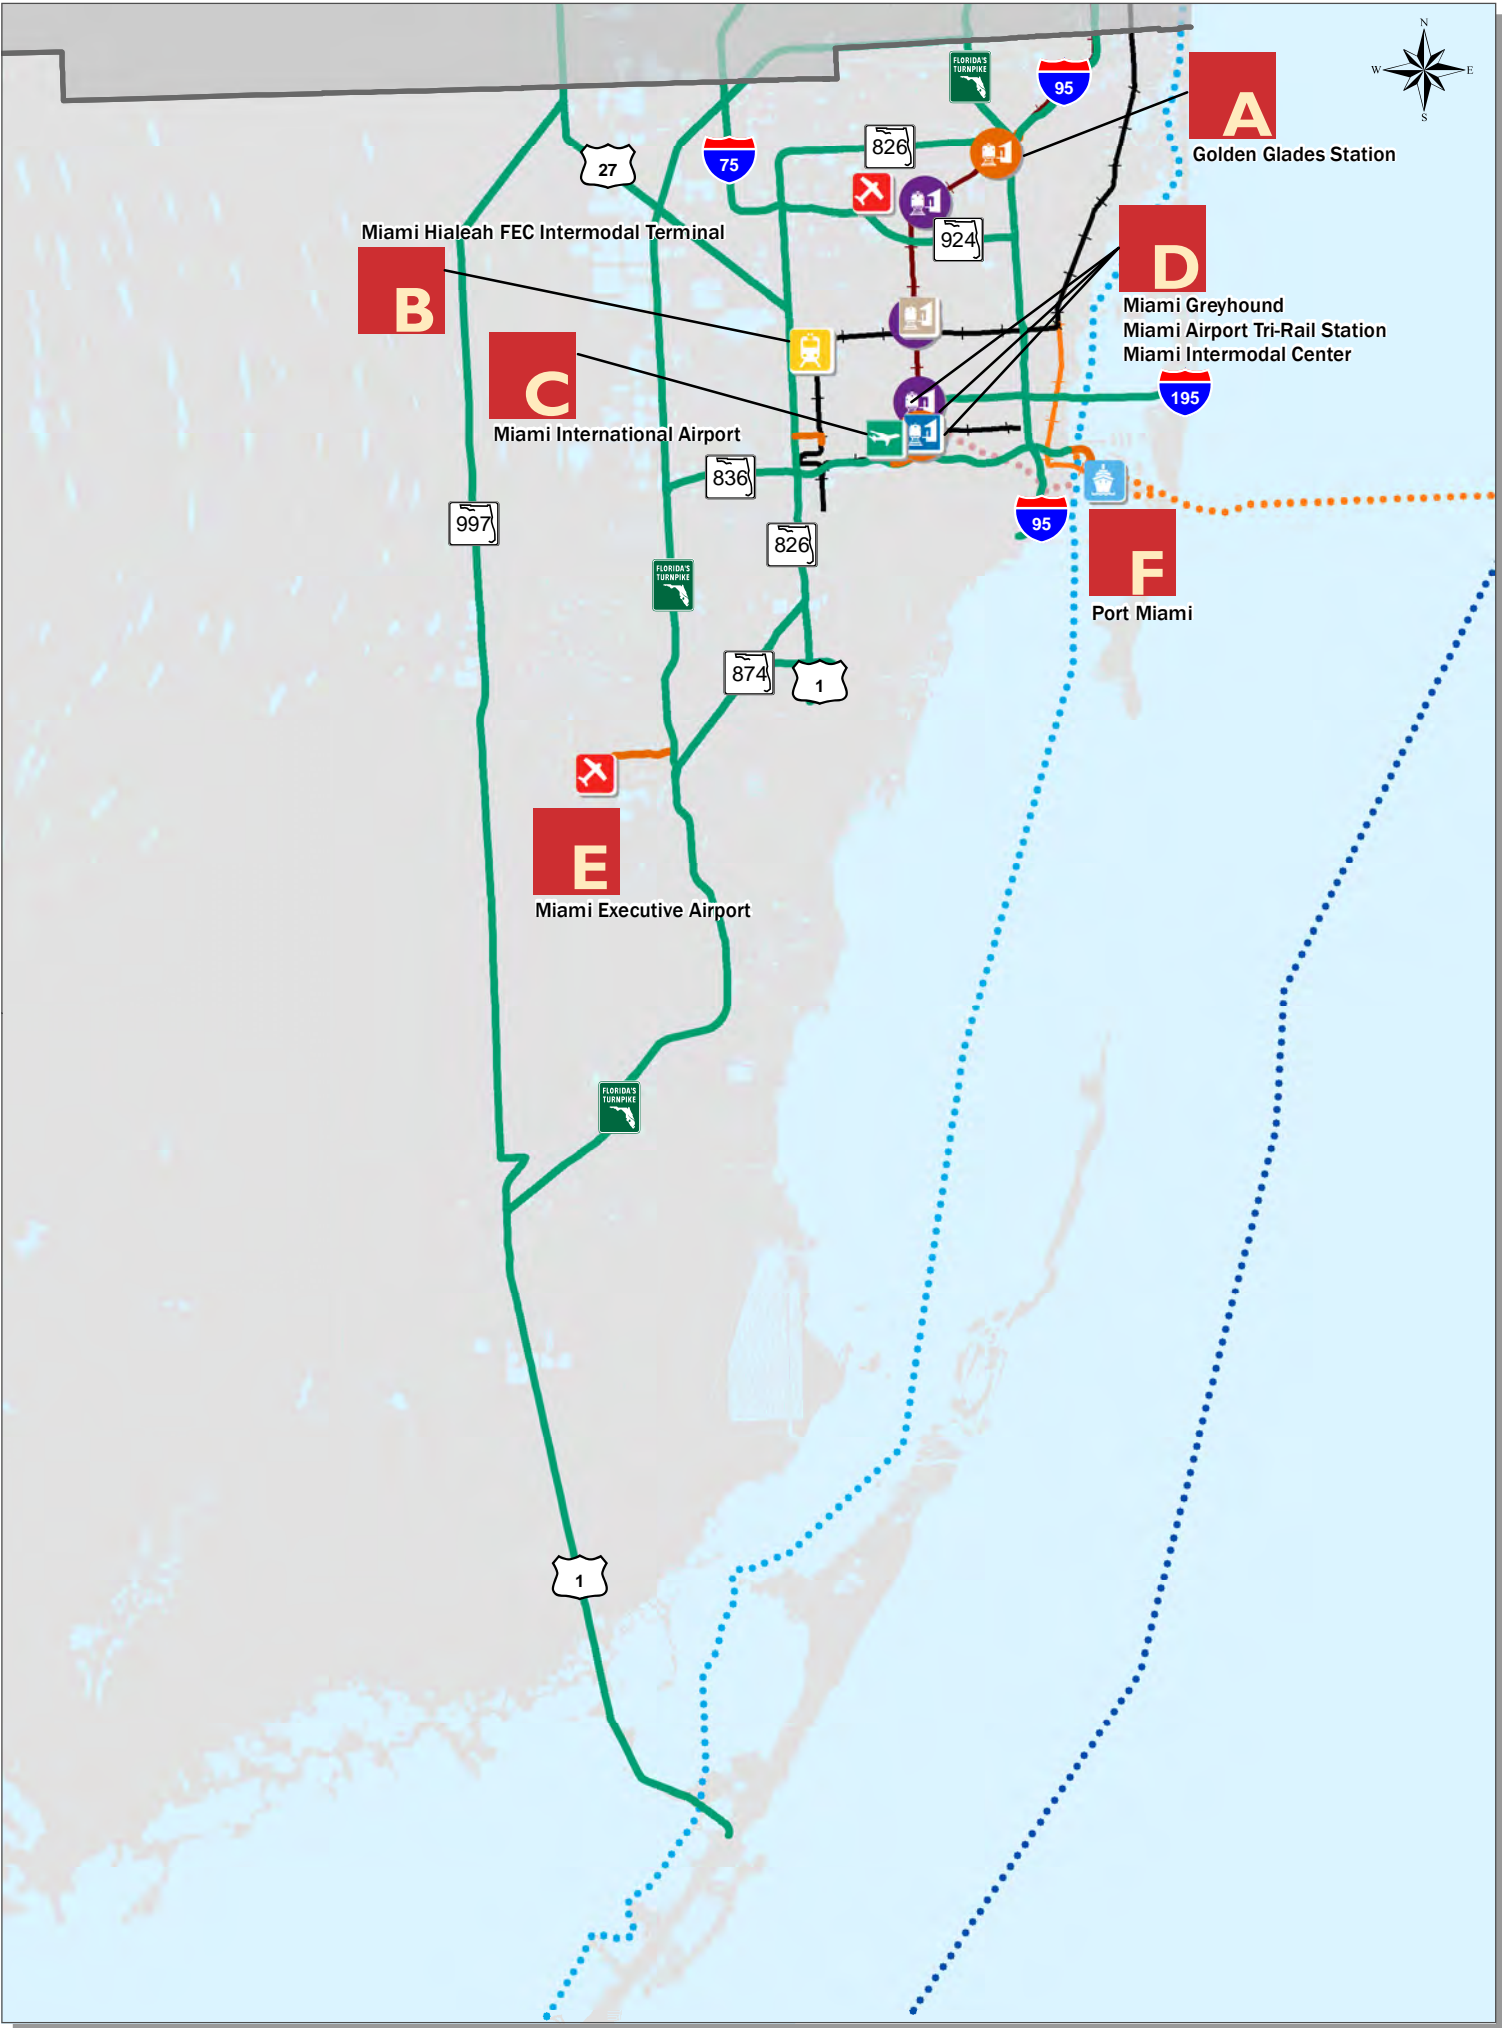 N
W E
S
FLORIDA'S
TURNPIKE
95
A
Golden Glades Station
826
27
75
924
Miami Hialeah FEC Intermodal Terminal
B
D
Miami Greyhound
Miami Airport Tri-Rail Station
Miami Intermodal Center
C
Miami International Airport
195
836
997
95
826
F
Port Miami
FLORIDA'S
TURNPIKE
874
1
E
Miami Executive Airport
FLORIDA'S
TURNPIKE
1